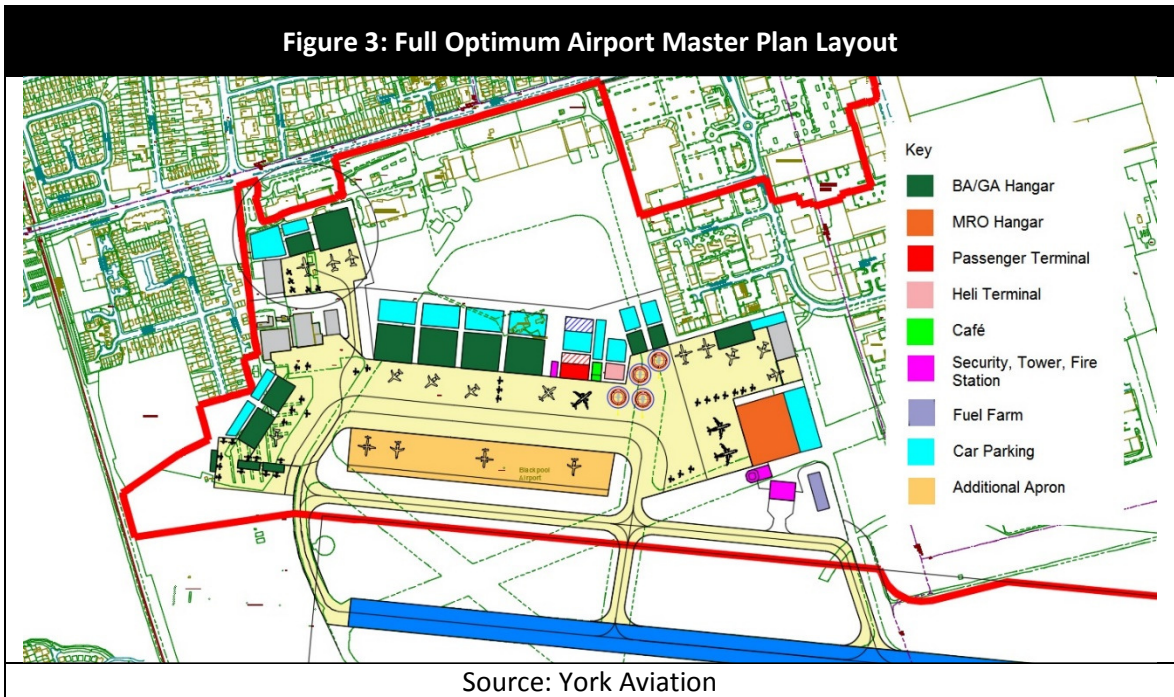 Figure 3: Full Optimum Airport Master Plan Layout
Key
BA/GA Hangar
MRO Hangar
Passenger Terminal
Heli Terminal
Café
Security, Tower, Fire
Station
Fuel Farm
Car Parking
Additional Apron
Blackpool
Airport
Source: York Aviation